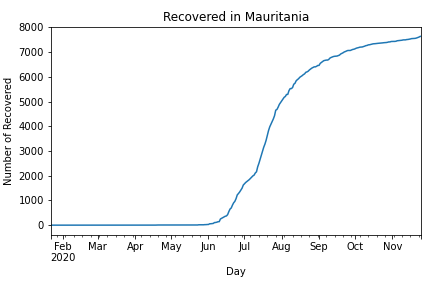 Recovered in Mauritania
Number of Recovered
8000
7000
6000
5000
4000
3000
2000
1000
0
Feb Mar Apr May Jun Jul Aug Sep Oct Nov
2020
Day